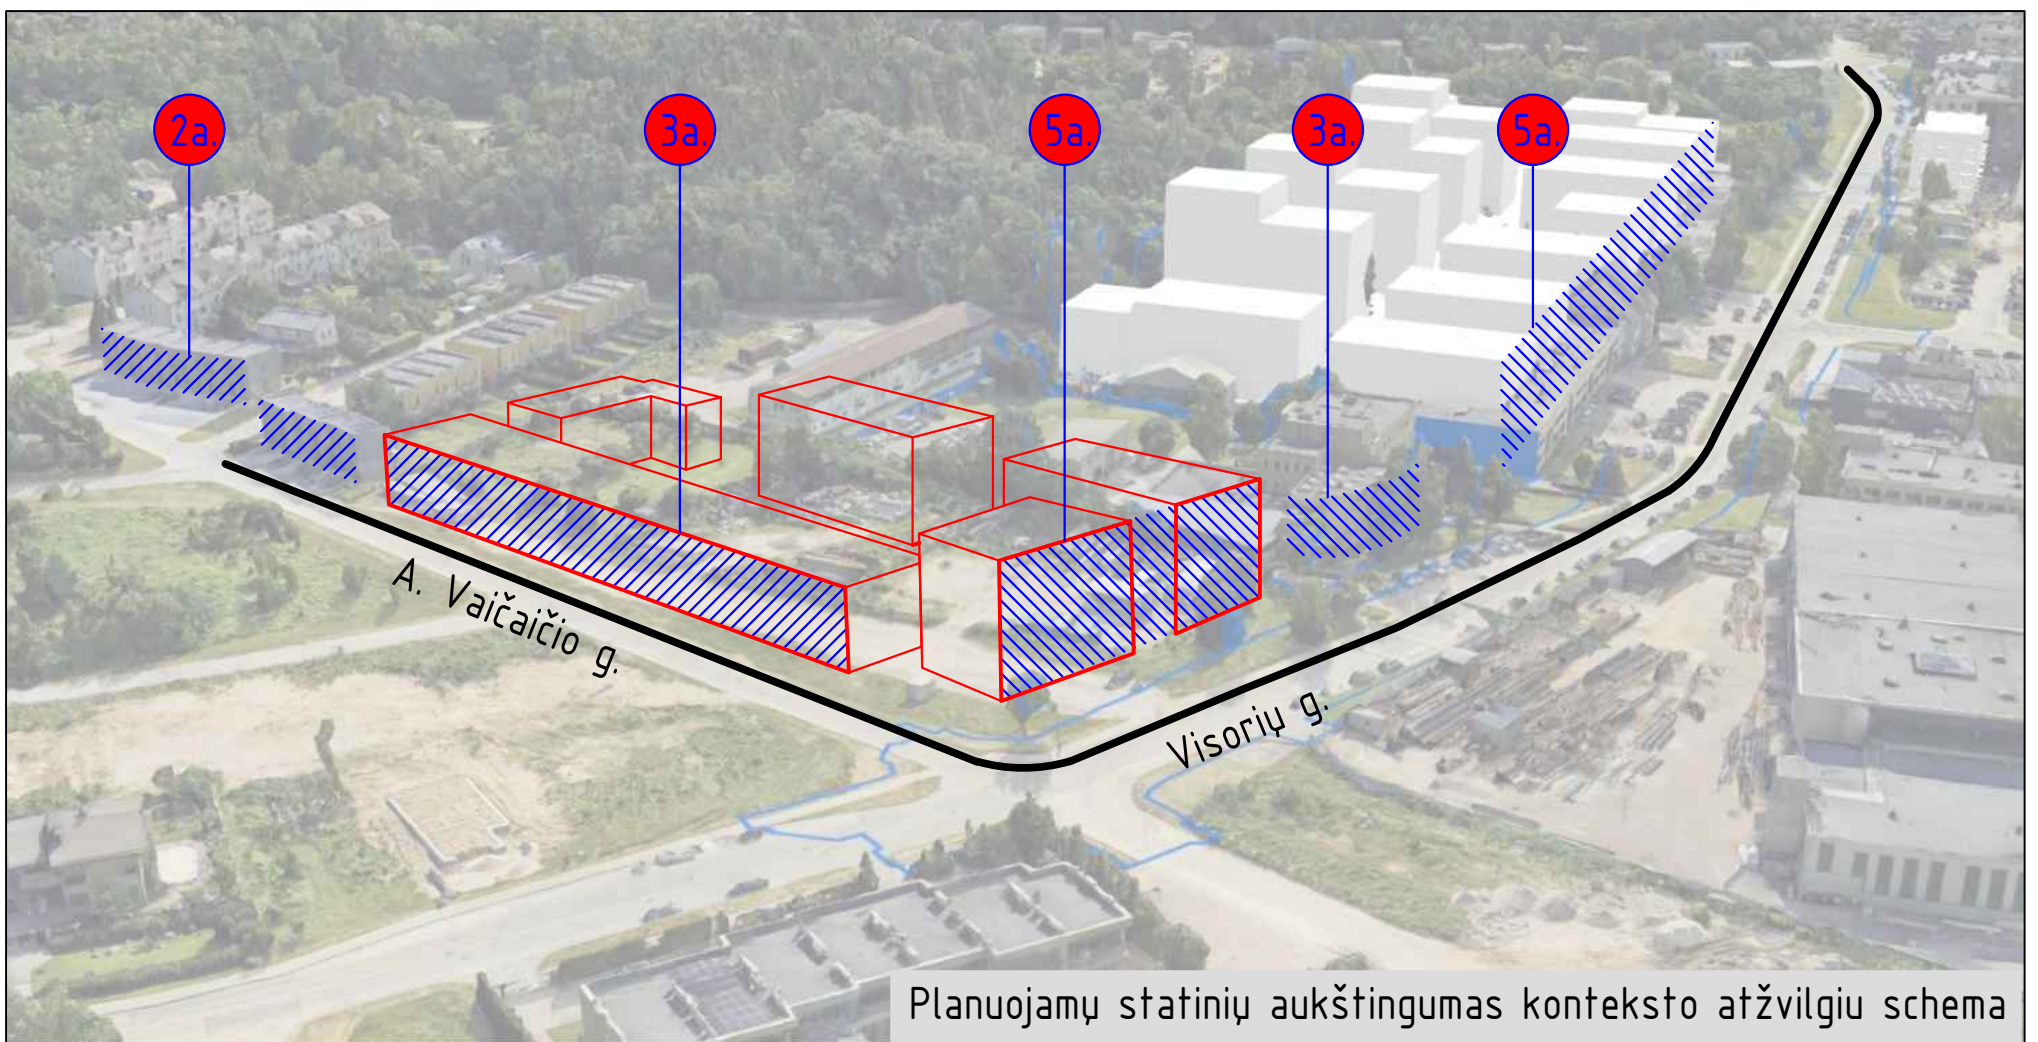 2a.
3a.
5a.
3a.
5a.
A. Vaičaičio g.
Visorių g.
Planuojamų statinių aukštingumas konteksto atžvilgiu schema